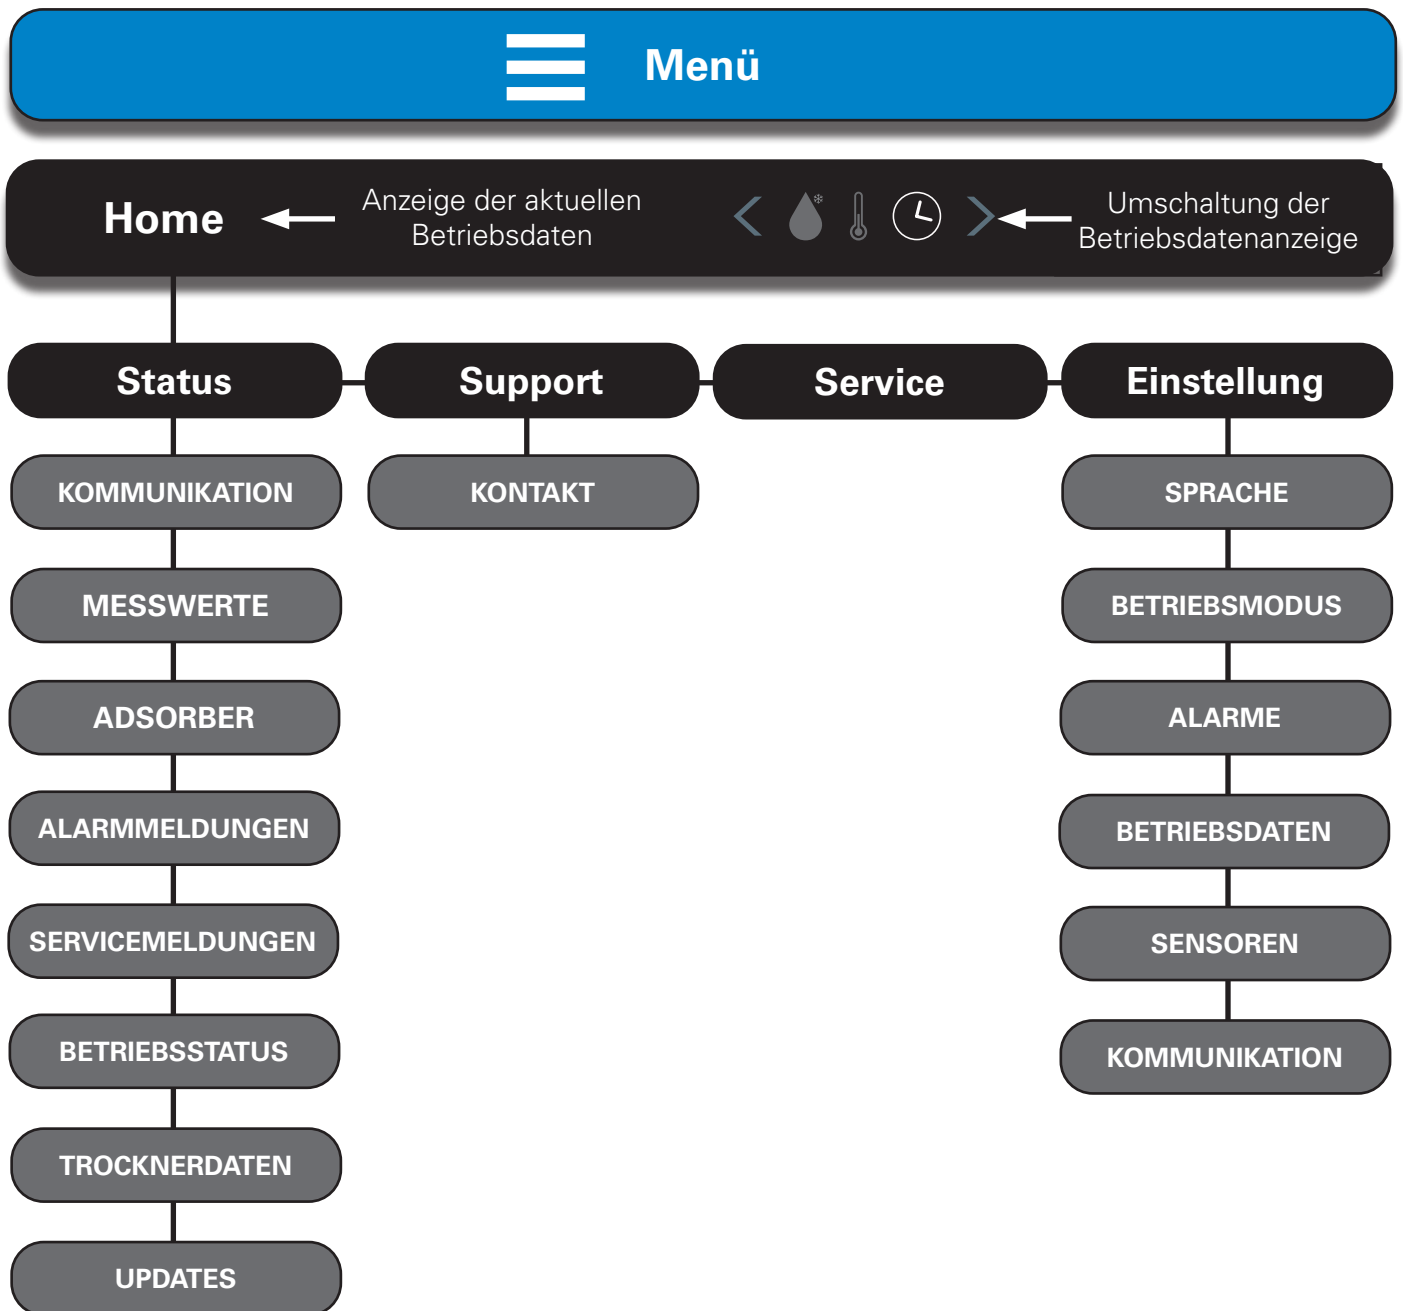 Menü
Home
Anzeige der aktuellen
Betriebsdaten
Umschaltung der
Betriebsdatenanzeige
Status
Support
Service
Einstellung
KOMMUNIKATION
MESSWERTE
ADSORBER
ALARMMELDUNGEN
SERVICEMELDUNGEN
BETRIEBSSTATUS
TROCKNERDATEN
UPDATES
KONTAKT
SPRACHE
BETRIEBSMODUS
ALARME
BETRIEBSDATEN
SENSOREN
KOMMUNIKATION